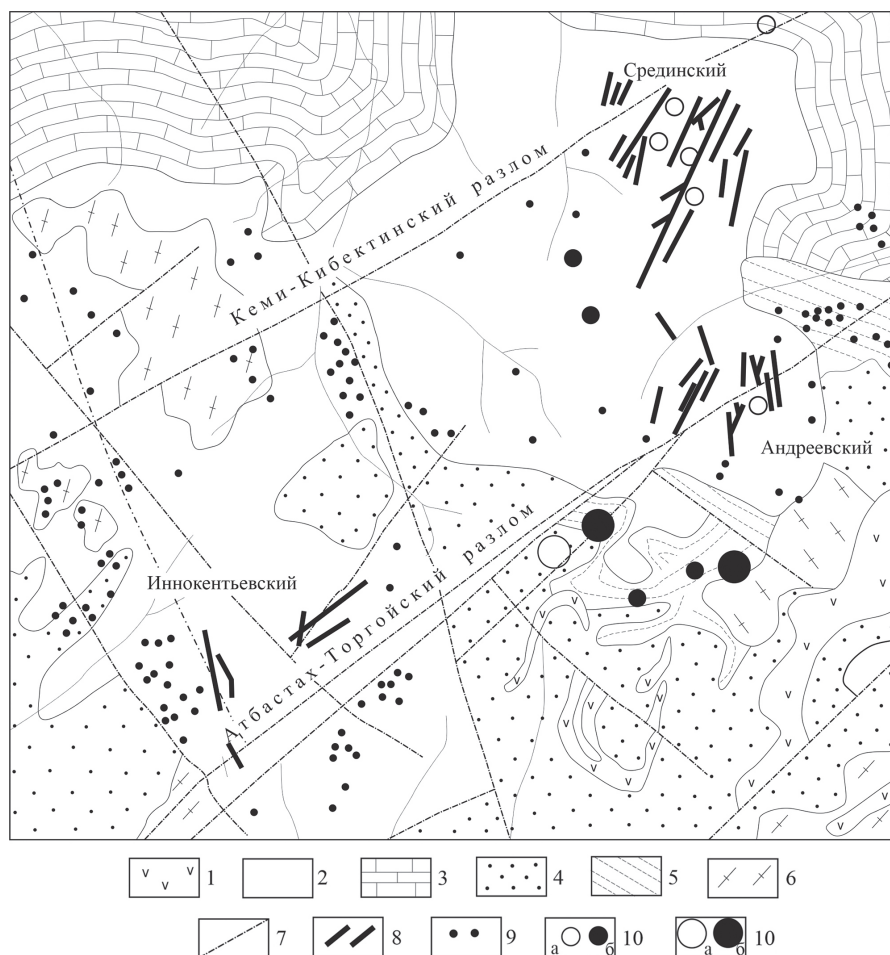 Срединский
Кеми-Кибектинский разлом
Андреевский
Иннокентьевский
Атбастах-Торгойский разлом
v v v 1 2 3 4 5 6
7 8 9 а б 10 а б 10